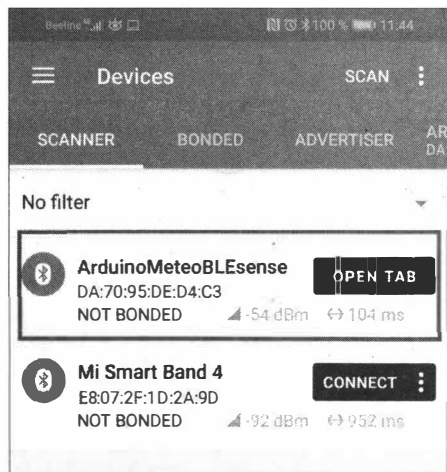 Beeline 100 % 11:44
Devices SCAN
SCANNER BONDED ADVERTISER AR
DA
No filter
ArduinoMeteoBLEsense OPEN TAB
DA:70:95:DE:D4:C3
NOT BONDED -54 dBm 104 ms
Mi Smart Band 4 CONNECT
E8:07:2F:1D:2A:9D
NOT BONDED -92 dBm 952 ms